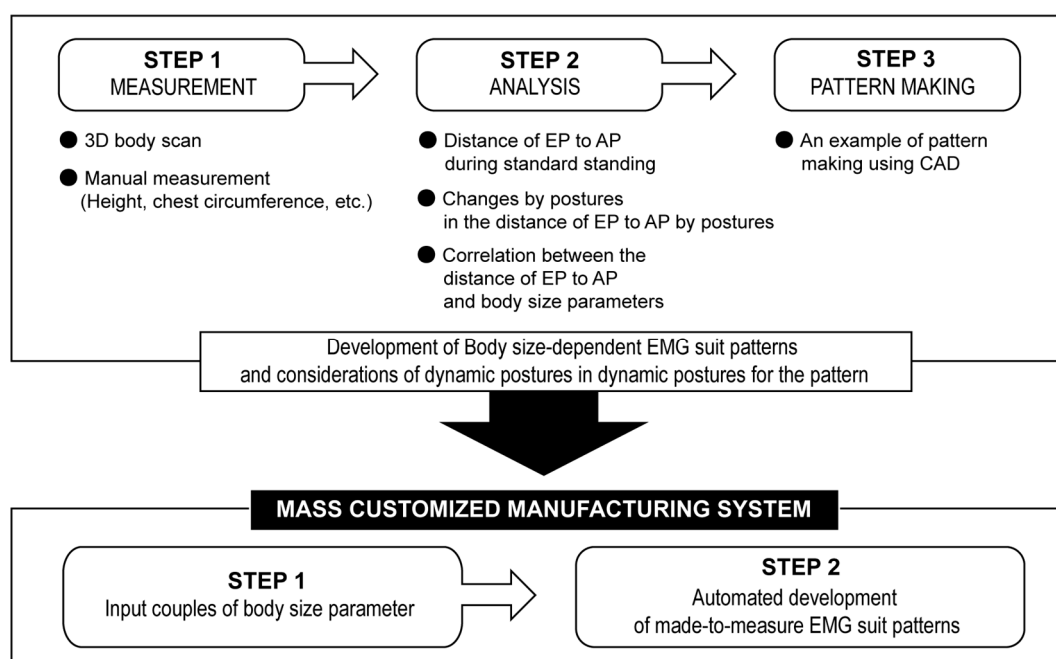 STEP 1
MEASUREMENT
● 3D body scan
● Manual measurement
(Height, chest circumference, etc.)
STEP 2
ANALYSIS
● Distance of EP to AP
during standard standing
● Changes by postures
in the distance of EP to AP by postures
● Correlation between the
distance of EP to AP
and body size parameters
STEP 3
PATTERN MAKING
● An example of pattern
making using CAD
Development of Body size-dependent EMG suit patterns
and considerations of dynamic postures in dynamic postures for the pattern
MASS CUSTOMIZED MANUFACTURING SYSTEM
STEP 1
Input couples of body size parameter
STEP 2
Automated development
of made-to-measure EMG suit patterns